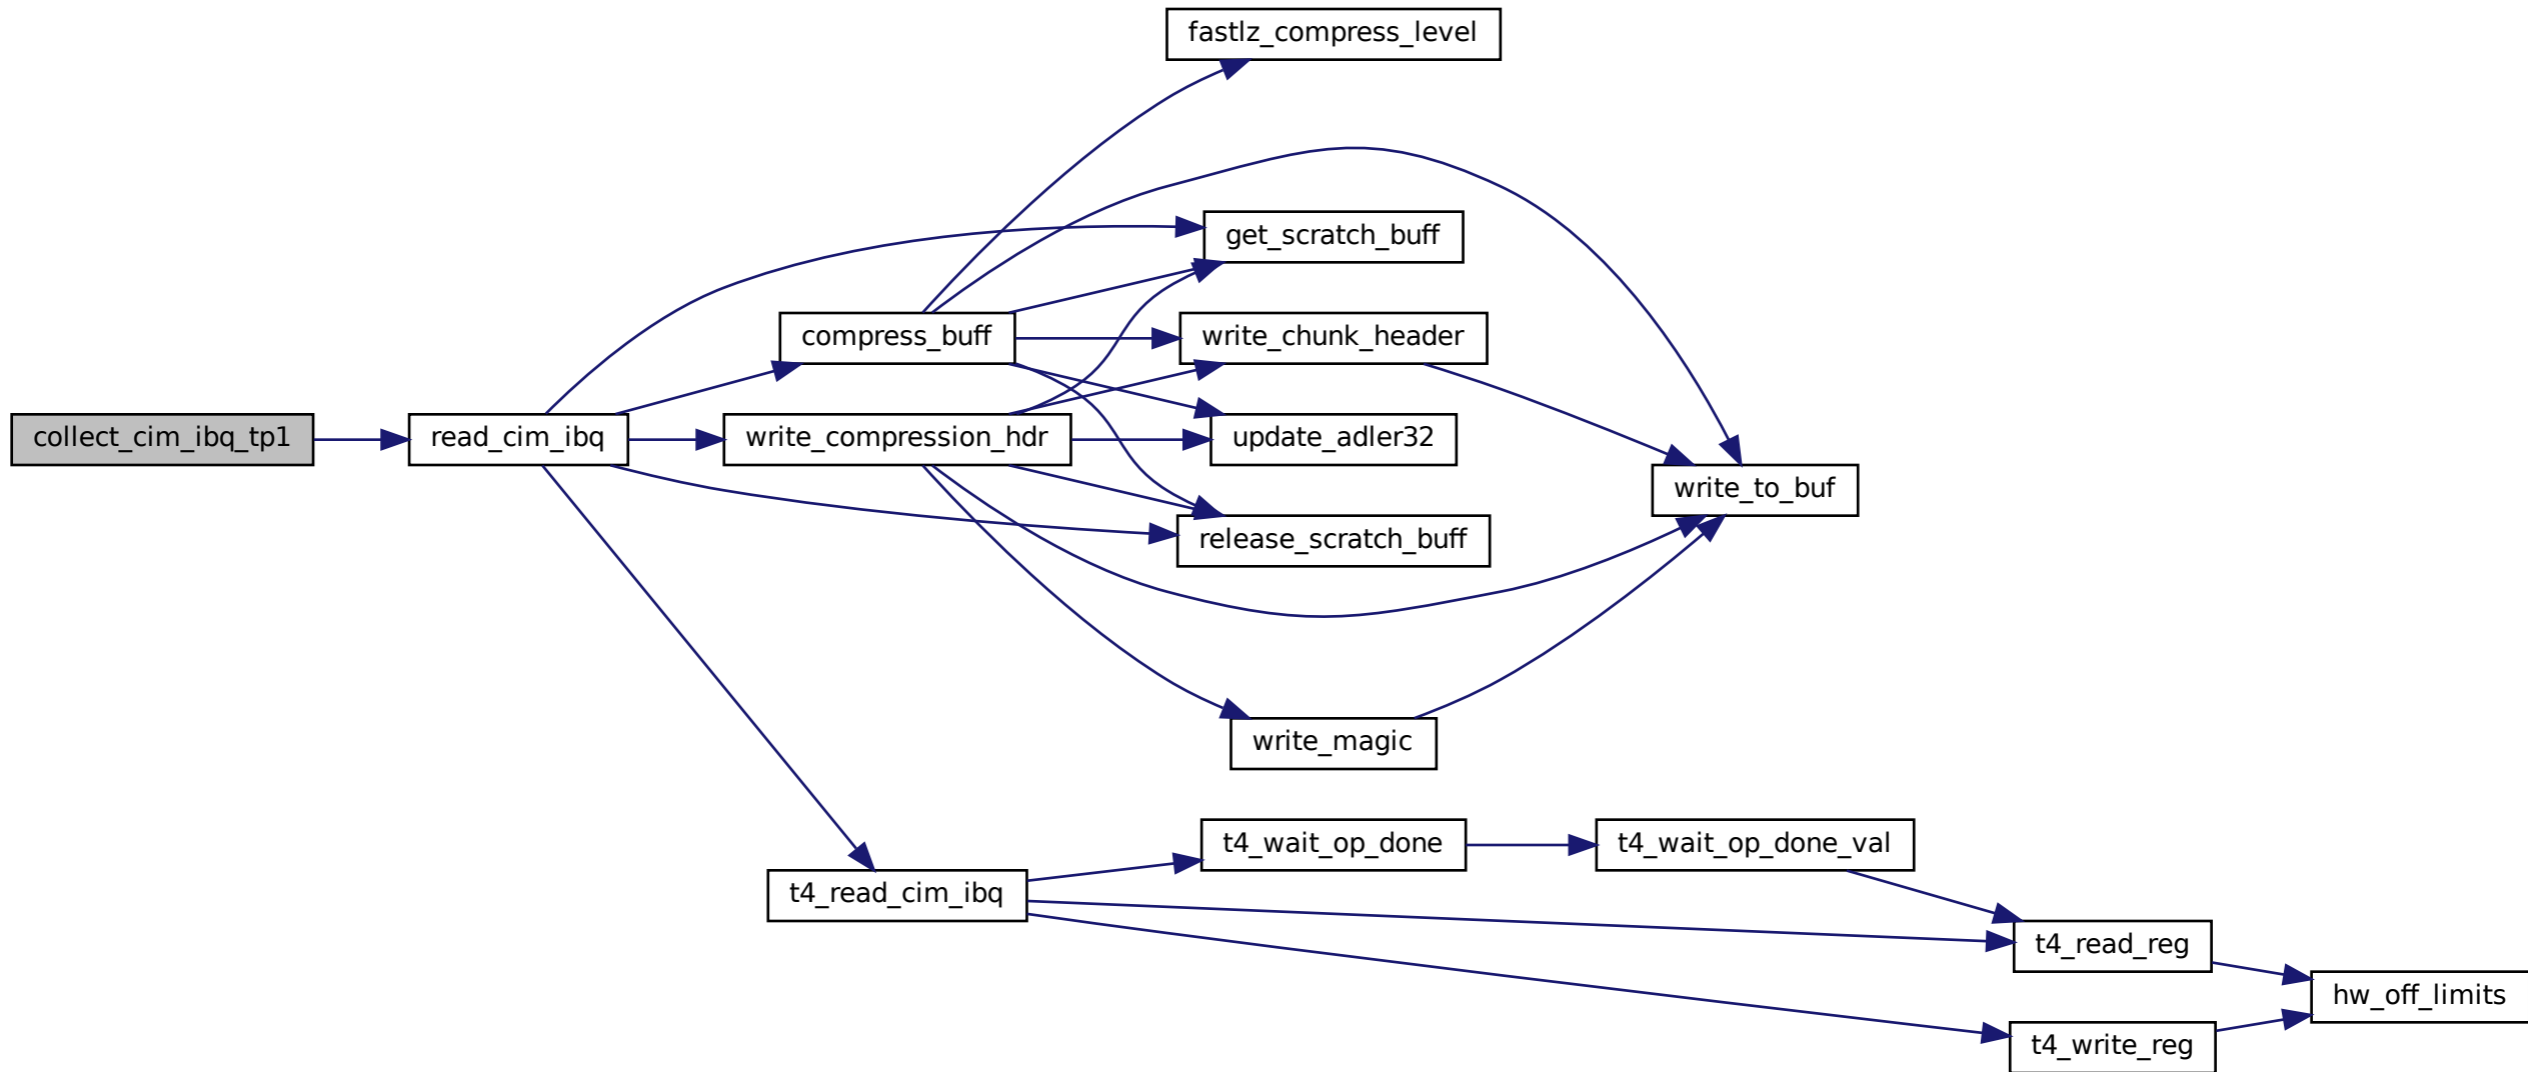 fastlz_compress_level
get_scratch_buff
compress_buff
write_chunk_header
collect_cim_ibq_tp1
read_cim_ibq
write_compression_hdr
update_adler32
write_to_buf
release_scratch_buff
write_magic
t4_wait_op_done
t4_wait_op_done_val
t4_read_cim_ibq
t4_read_reg
hw_off_limits
t4_write_reg